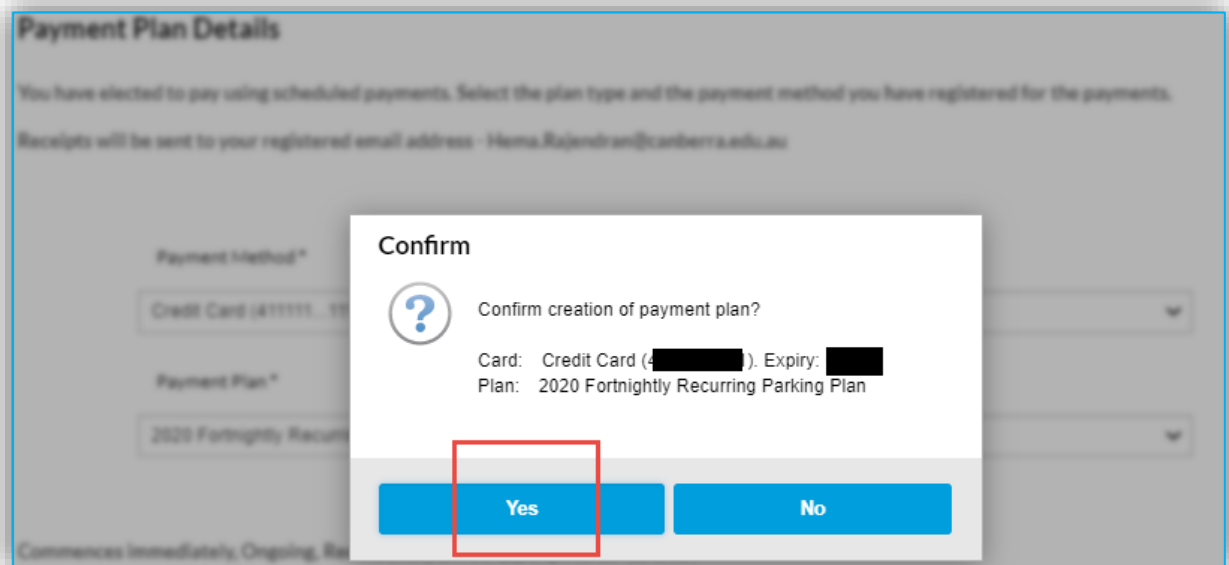 Payment Plan Details
You have elected to pay using scheduled payments. Select the plan type and the payment method you have registered for the payments.
Receipts will be sent to your registered email address - Hema.Rajendran@canberra.edu.au
Payment Method *
Credit Card (411111...11
Payment Plan *
2020 Fortnightly Recurr
Confirm
Confirm creation of payment plan?
Card: Credit Card (4 1). Expiry:
Plan: 2020 Fortnightly Recurring Parking Plan
Yes No
Commences Immediately, Ongoing,